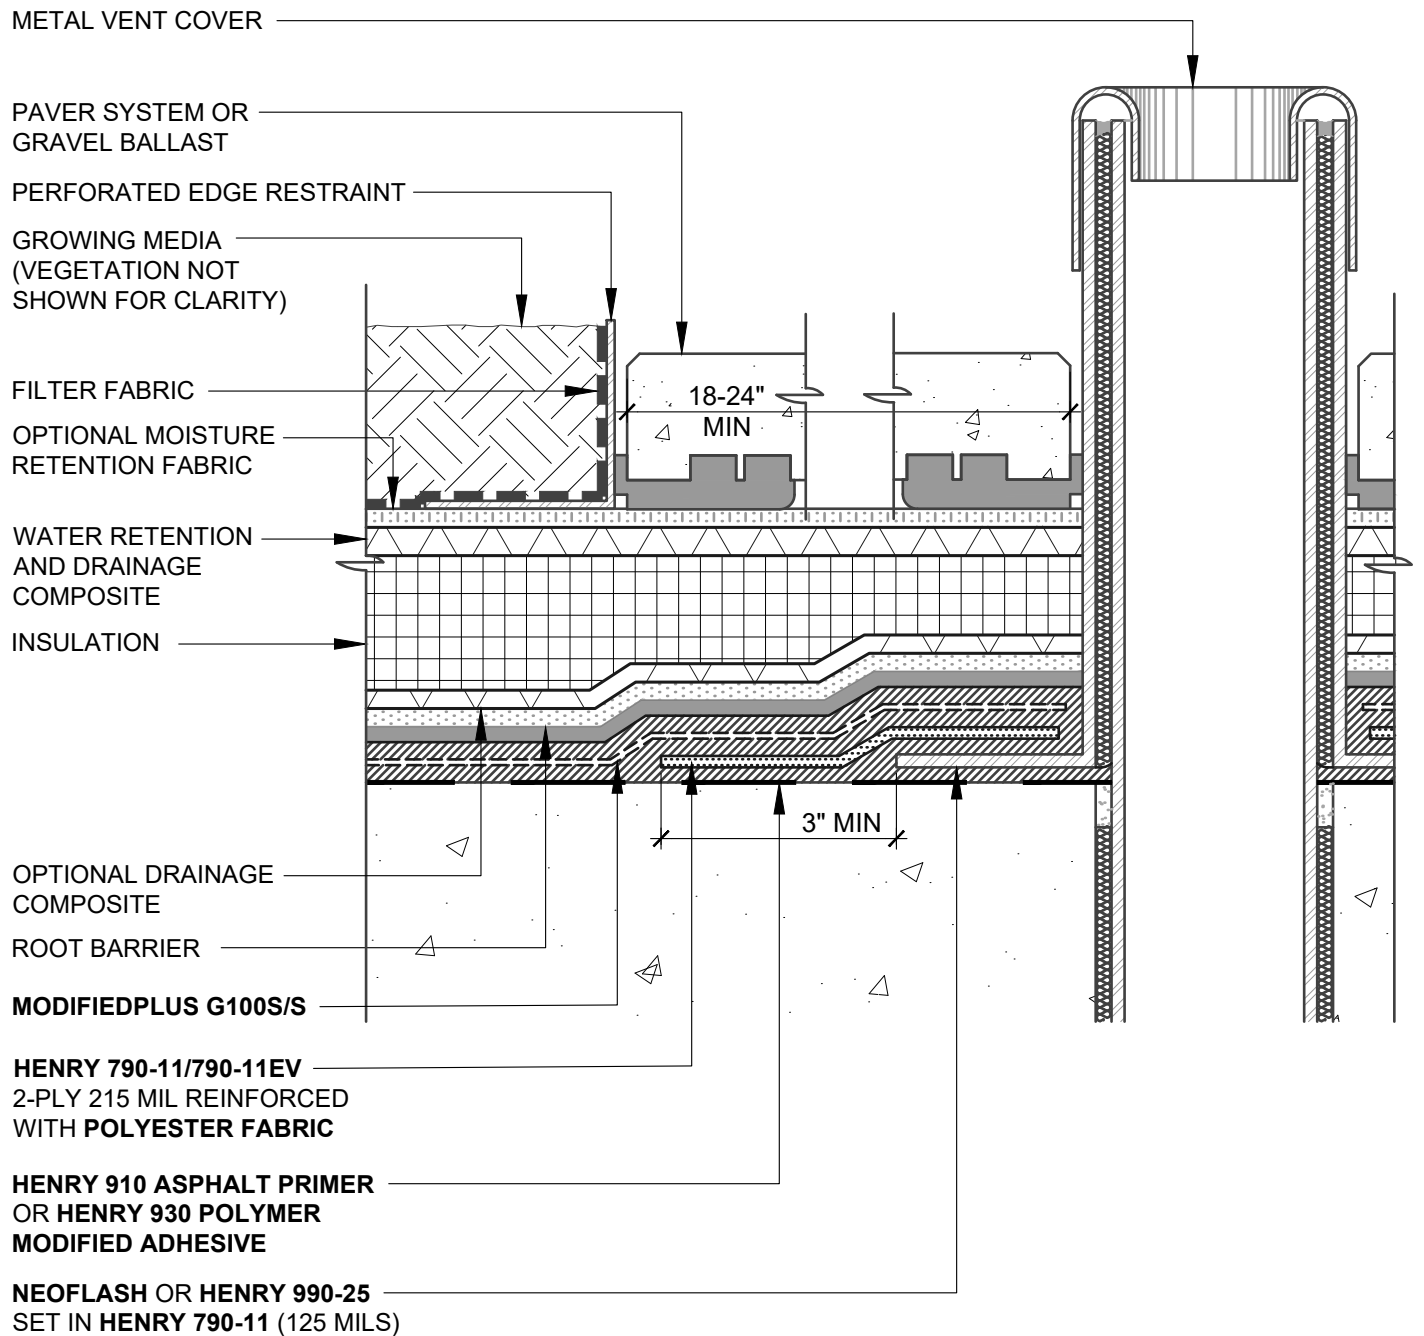 METAL VENT COVER
PAVER SYSTEM OR
GRAVEL BALLAST
PERFORATED EDGE RESTRAINT
GROWING MEDIA
(VEGETATION NOT
SHOWN FOR CLARITY)
FILTER FABRIC
18-24"
MIN
OPTIONAL MOISTURE
RETENTION FABRIC
WATER RETENTION
AND DRAINAGE
COMPOSITE
INSULATION
3" MIN
OPTIONAL DRAINAGE
COMPOSITE
ROOT BARRIER
MODIFIEDPLUS G100S/S
HENRY 790-11/790-11EV
2-PLY 215 MIL REINFORCED
WITH POLYESTER FABRIC
HENRY 910 ASPHALT PRIMER
OR HENRY 930 POLYMER
MODIFIED ADHESIVE
NEOFLASH OR HENRY 990-25
SET IN HENRY 790-11 (125 MILS)